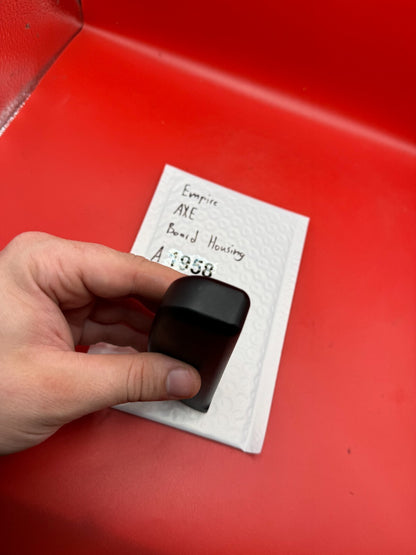 Empire
AXE
Board Housing
A 1958